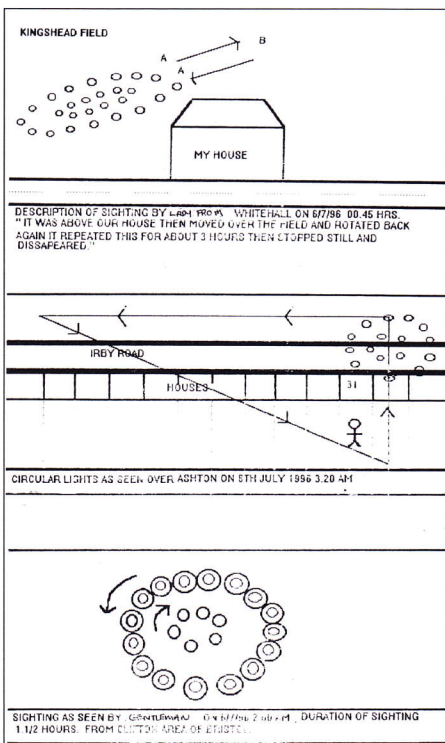 KINGSHEAD FIELD
A B
A
MY HOUSE
DESCRIPTION OF SIGHTING BY LADY FROM WHITEHALL ON 6/7/96 00.45 HRS.
"IT WAS ABOVE OUR HOUSE THEN MOVED OVER THE FIELD AND ROTATED BACK
AGAIN IT REPEATED THIS FOR ABOUT 3 HOURS THEN STOPPED STILL AND
DISSAPEARED."
IRBY ROAD
HOUSES 31
CIRCULAR LIGHTS AS SEEN OVER ASHTON ON 8TH JULY 1996 3.20 AM
SIGHTING AS SEEN BY GENTLEMAN ON 6/7/96 DURATION OF SIGHTING
1.1/2 HOURS. FROM CLIFTON AREA OF BRISTOL.